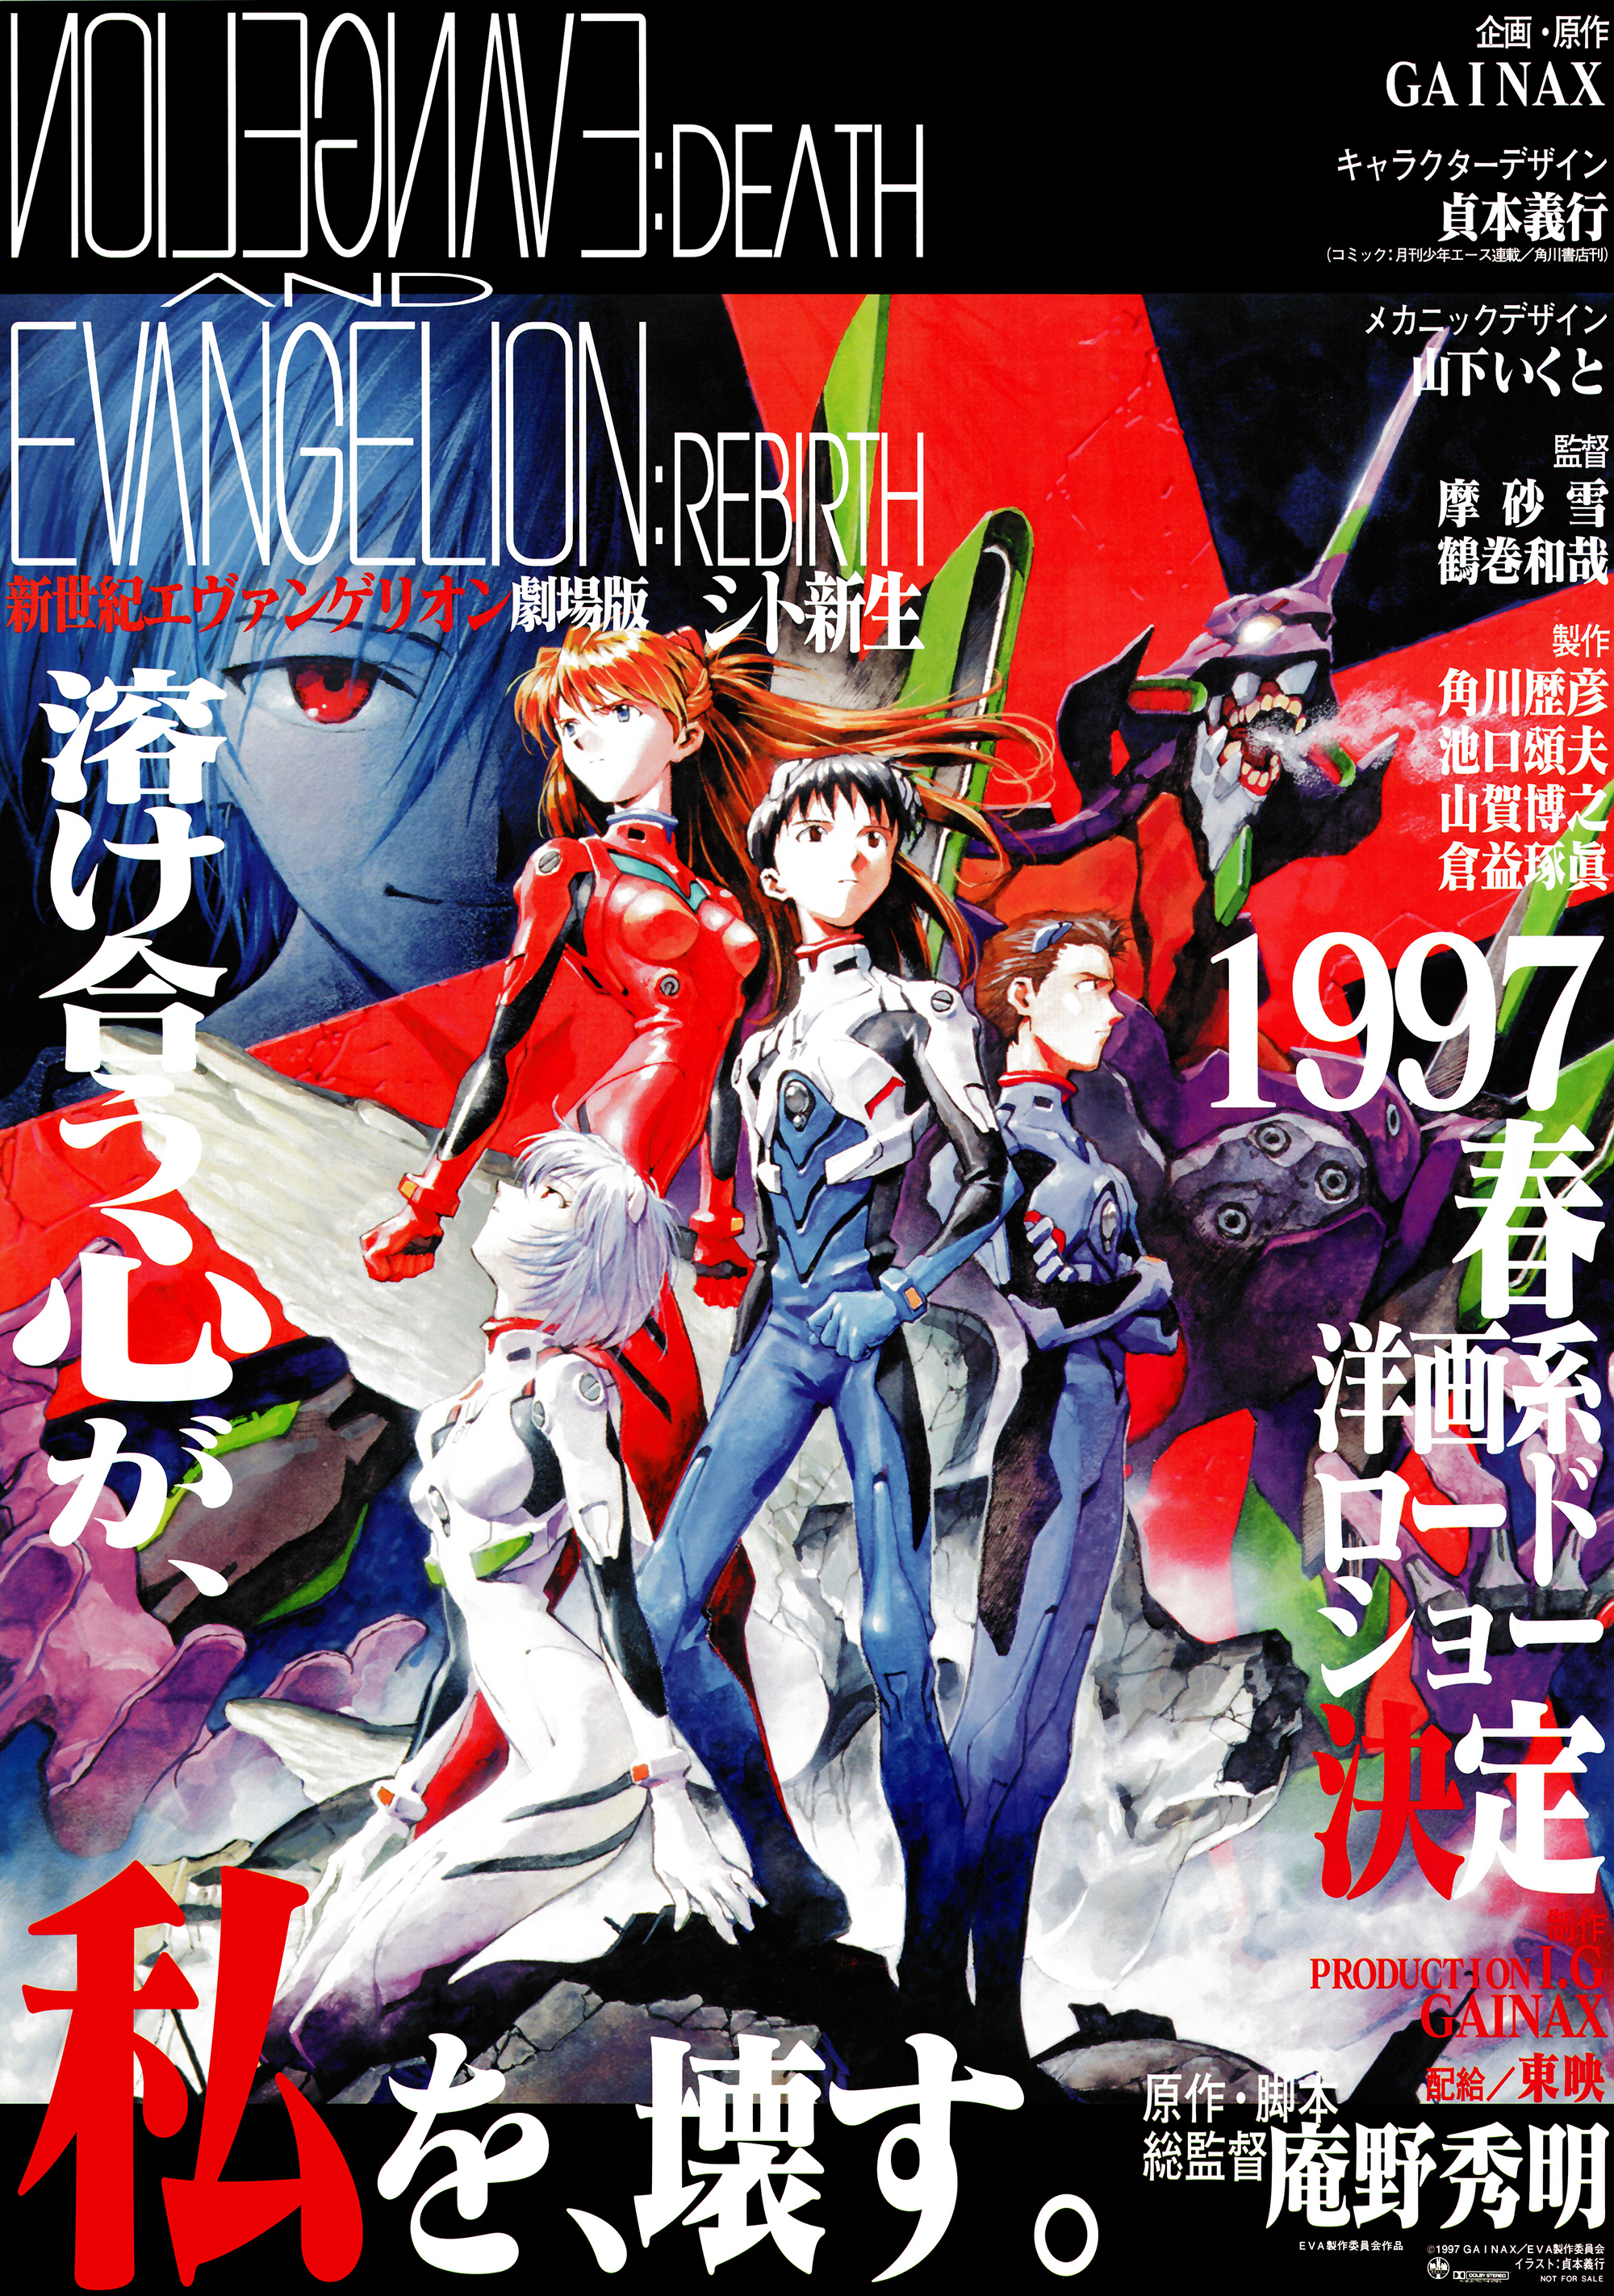 EVANGELION:DEATH
AND
EVANGELION:REBIRTH
新世紀エヴァンゲリオン劇場版 シト新生
企画・原作
GAINAX
キャラクターデザイン
貞本義行
(コミック:月刊少年エース連載/角川書店刊)
メカニックデザイン
山下いくと
監督
摩砂雪
鶴巻和哉
製作
角川歴彦
池口頌夫
山賀博之
倉益琢眞
溶け合う、心が、
私を、壊す。
1997
春
洋画系
ロードショー
決定
制作
PRODUCTION I.G
GAINAX
配給/東映
原作・脚本
総監督 庵野秀明
EVA製作委員会作品
©1997 GAINAX/EVA製作委員会
イラスト:貞本義行
DOLBY STEREO
NOT FOR SALE